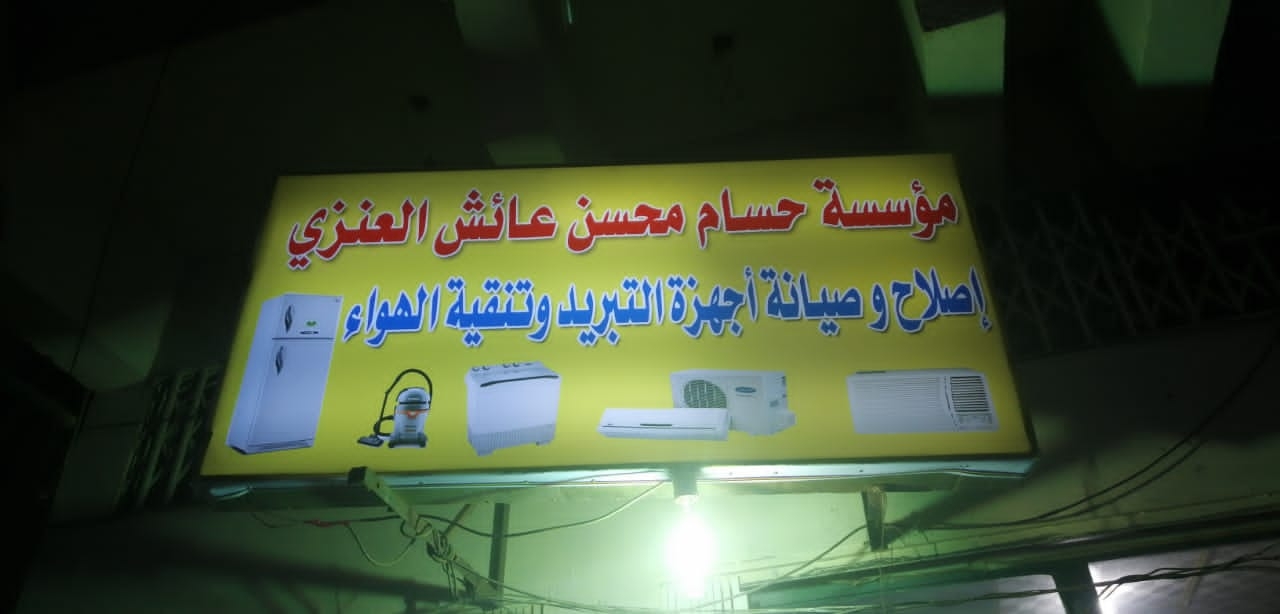 مؤسسة حسام محسن عائش العنزي
إصلاح و صيانة أجهزة التبريد وتنقية الهواء